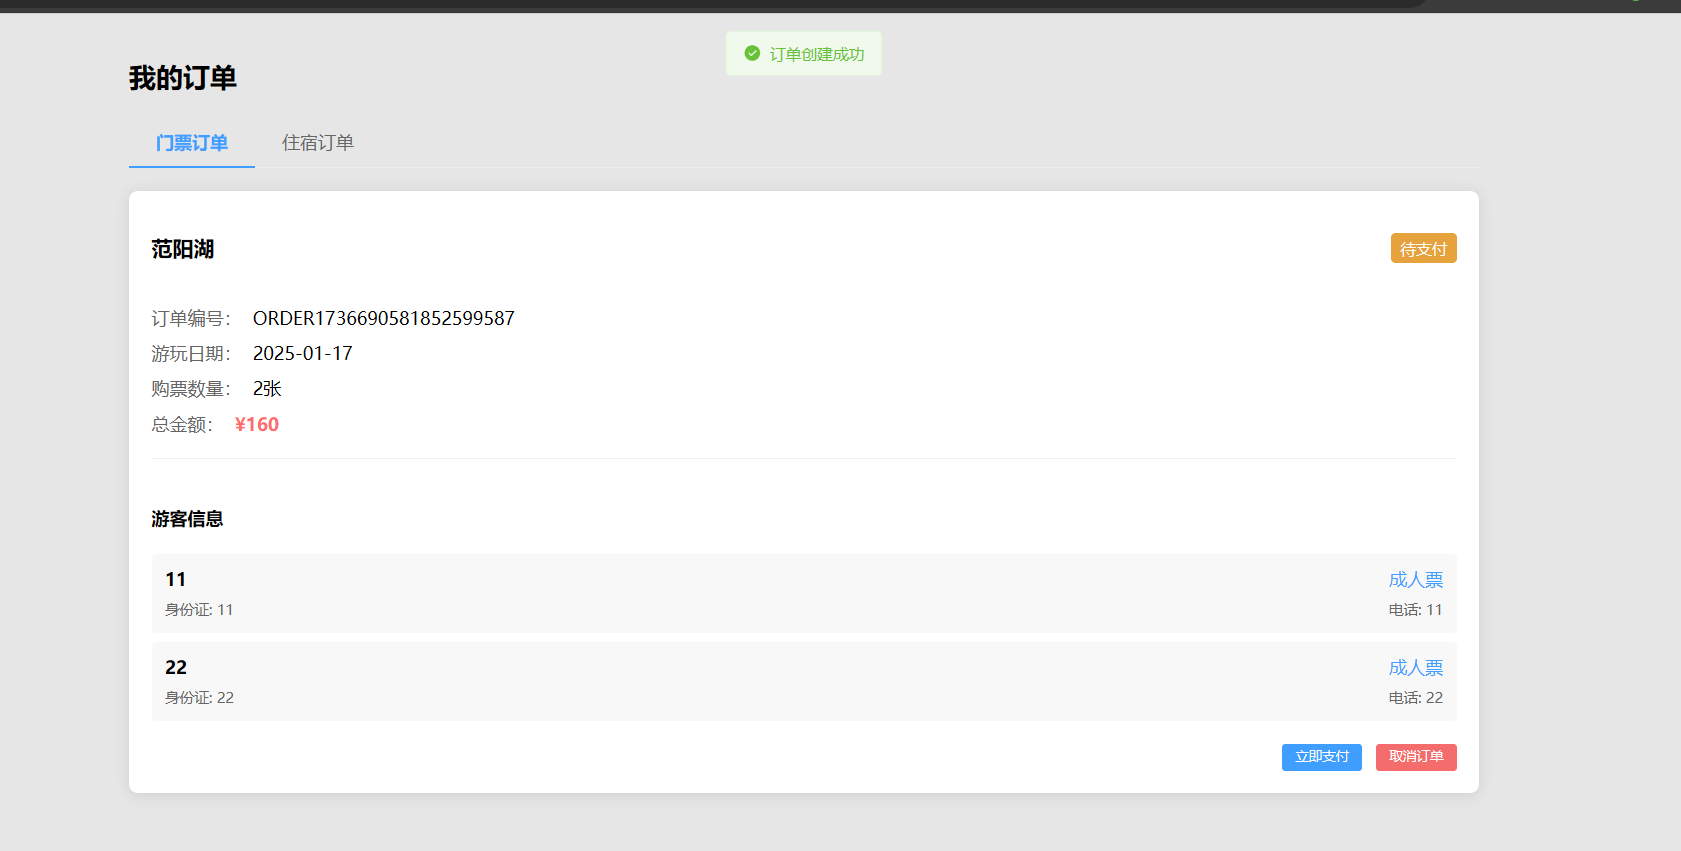 订单创建成功
我的订单
门票订单 住宿订单
范阳湖 待支付
订单编号： ORDER1736690581852599587
游玩日期： 2025-01-17
购票数量： 2张
总金额： ¥160
游客信息
11 成人票
身份证: 11 电话: 11
22 成人票
身份证: 22 电话: 22
立即支付 取消订单